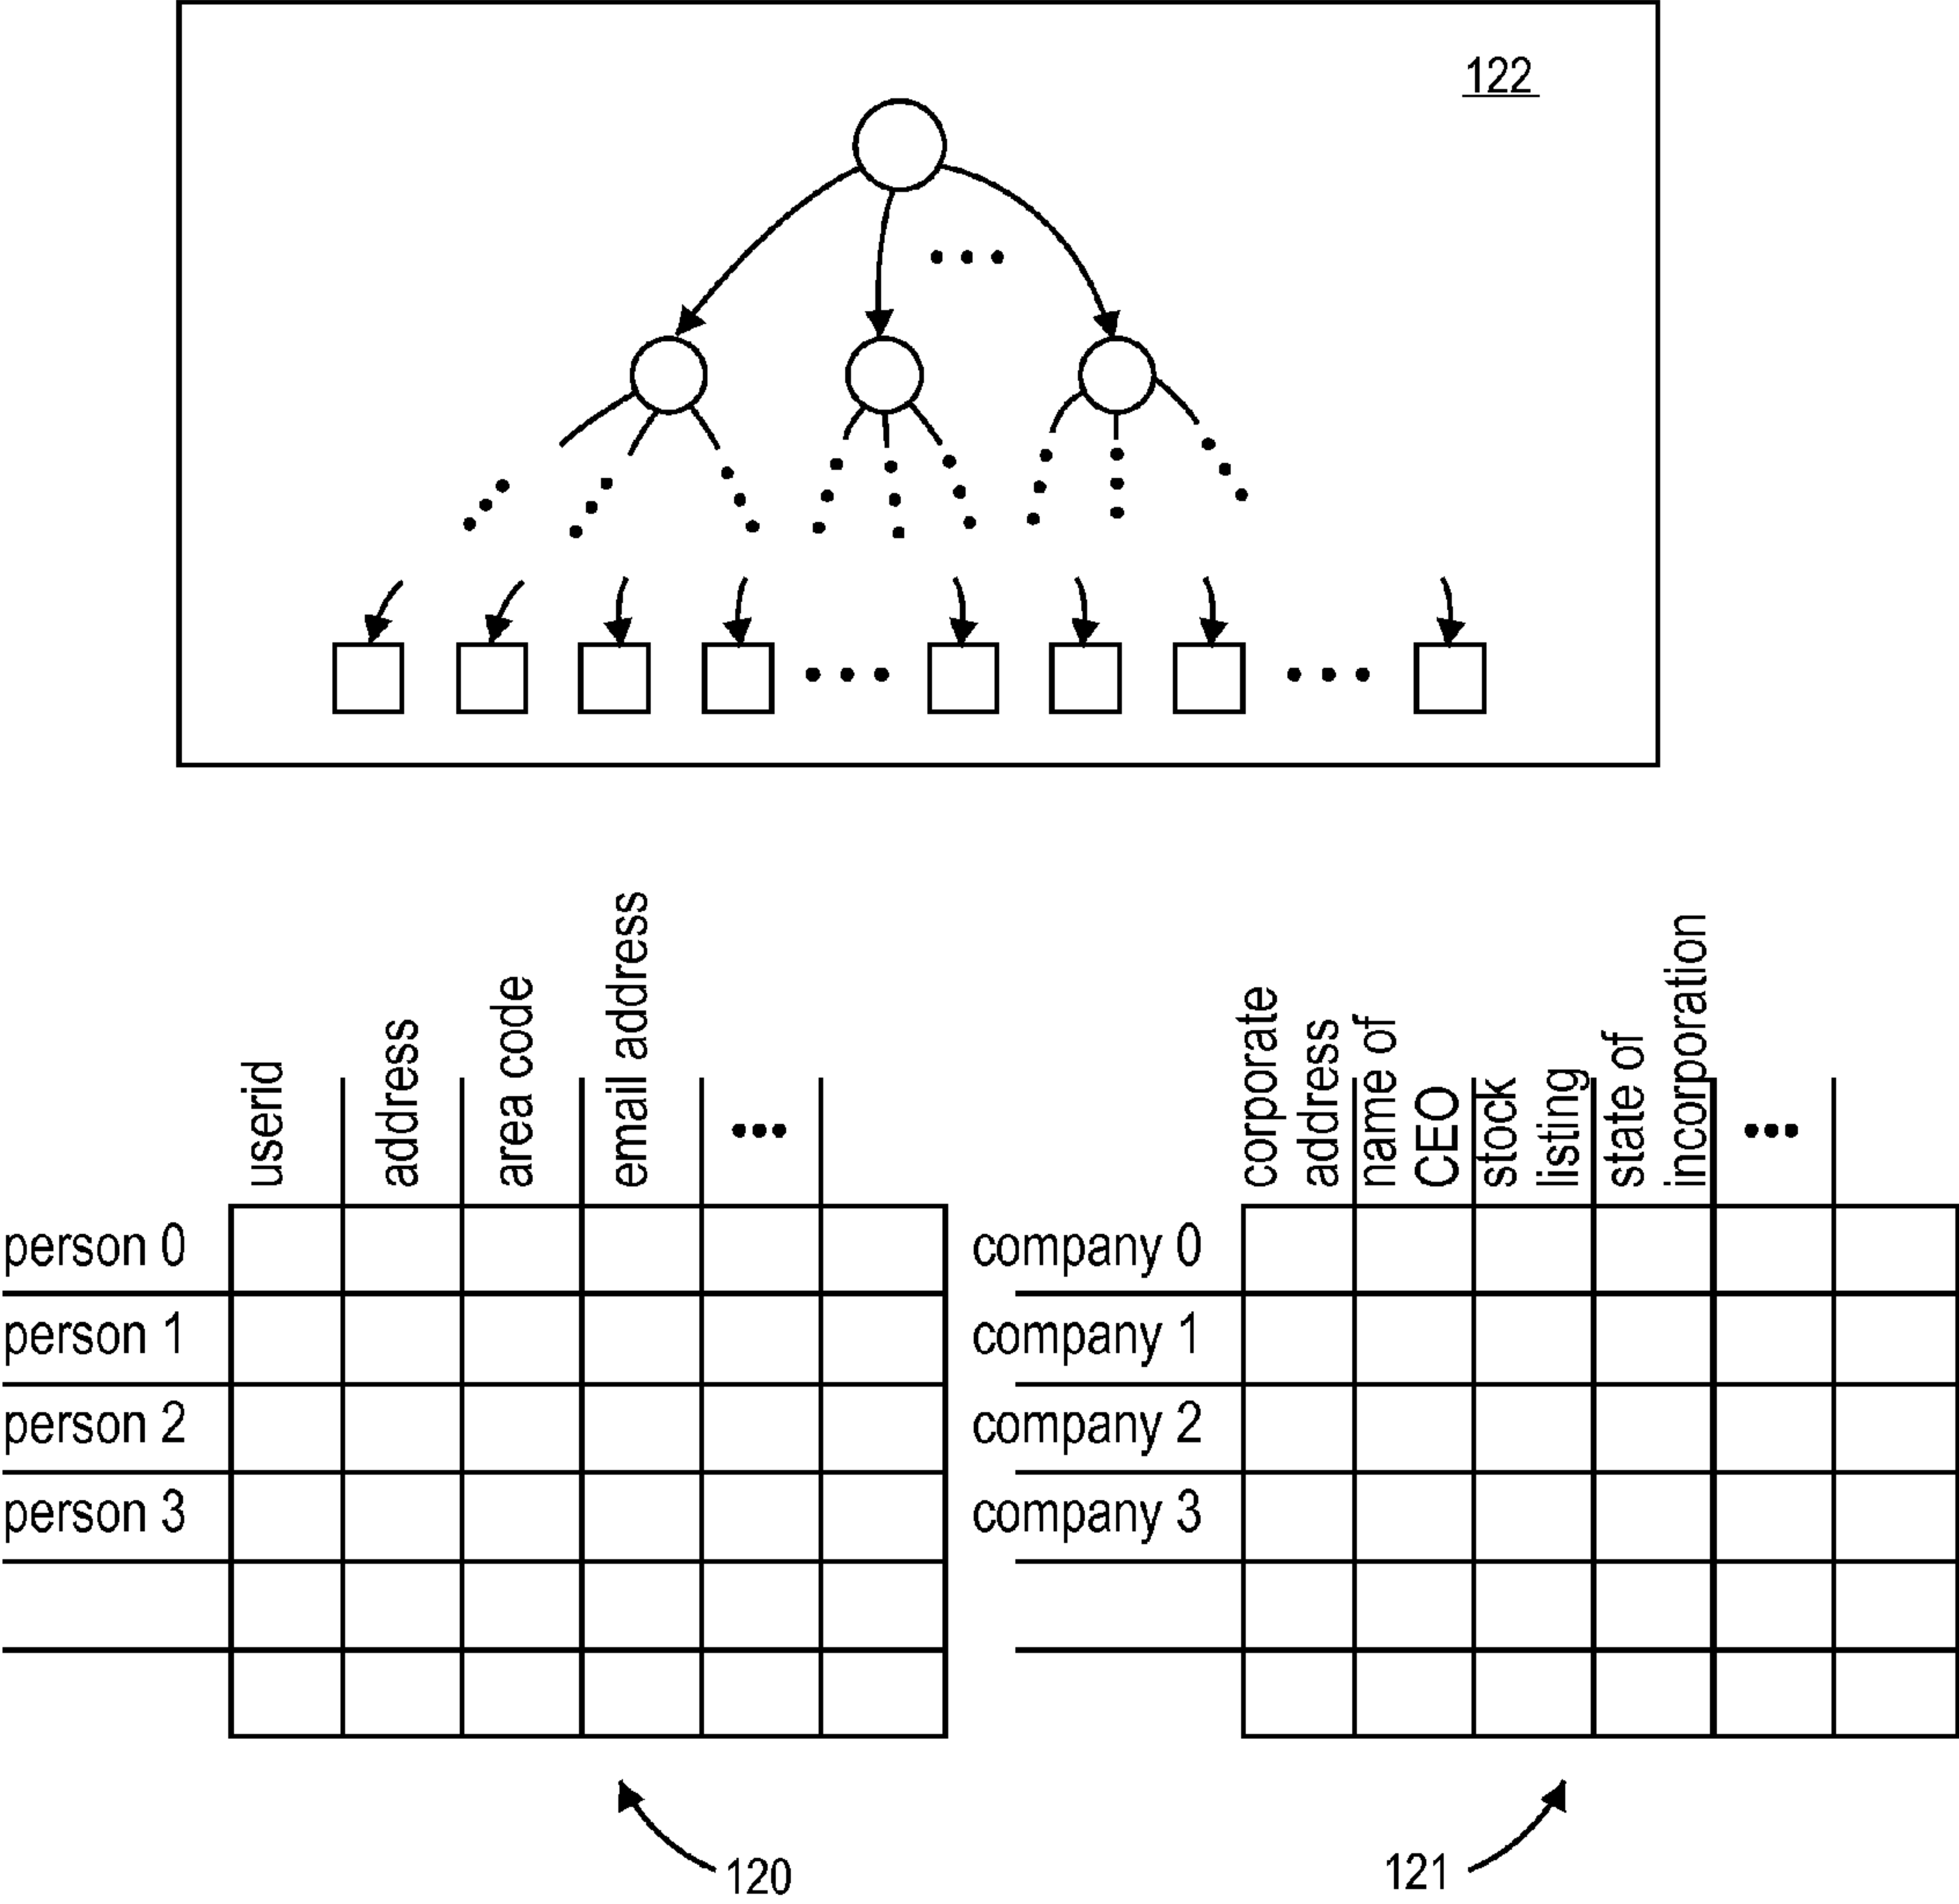 122
userid
address
area code
email address
corporate
address
name of
CEO
stock
listing
state of
incorporation
person 0
person 1
person 2
person 3
company 0
company 1
company 2
company 3
120
121